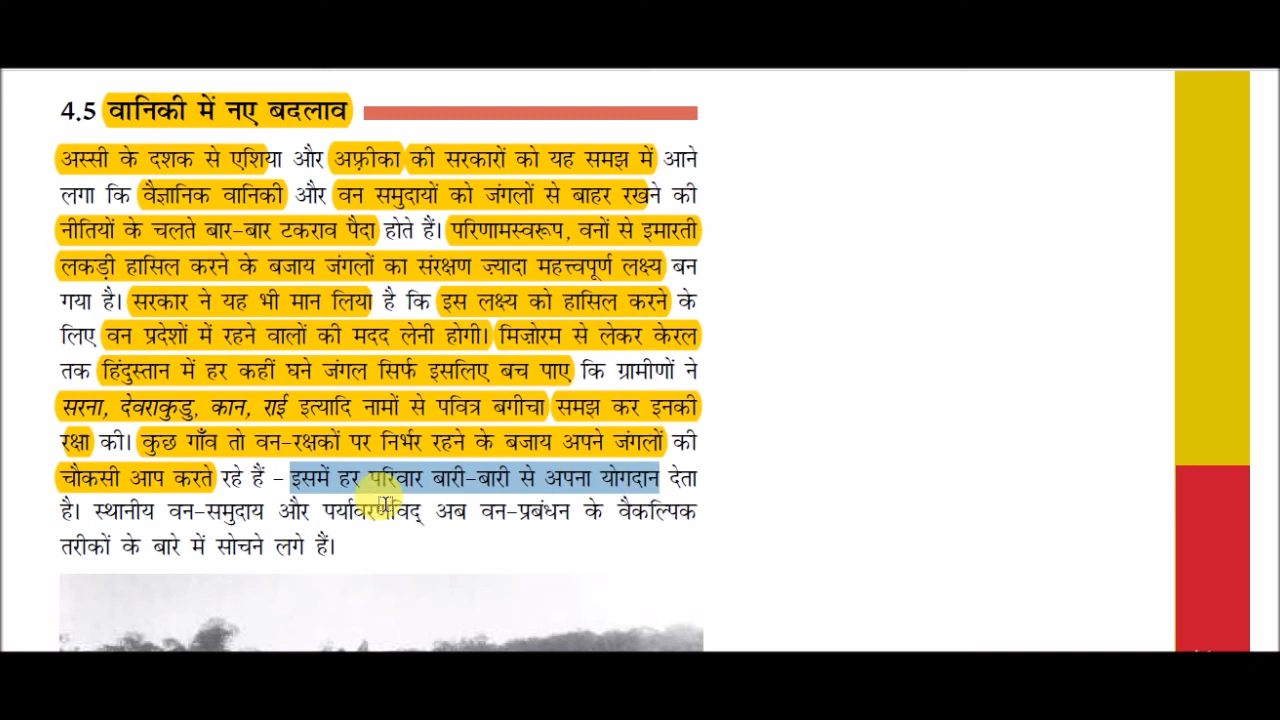 4.5 वानिकी में नए बदलाव
अस्सी के दशक से एशिया और अफ़्रीका की सरकारों को यह समझ में आने
लगा कि वैज्ञानिक वानिकी और वन समुदायों को जंगलों से बाहर रखने की
नीतियों के चलते बार-बार टकराव पैदा होते हैं। परिणामस्वरूप, वनों से इमारती
लकड़ी हासिल करने के बजाय जंगलों का संरक्षण ज़्यादा महत्त्वपूर्ण लक्ष्य बन
गया है। सरकार ने यह भी मान लिया है कि इस लक्ष्य को हासिल करने के
लिए वन प्रदेशों में रहने वालों की मदद लेनी होगी। मिज़ोरम से लेकर केरल
तक हिंदुस्तान में हर कहीं घने जंगल सिर्फ इसलिए बच पाए कि ग्रामीणों ने
सरना, देवराकुडु, कान, राई इत्यादि नामों से पवित्र बगीचा समझ कर इनकी
रक्षा की। कुछ गाँव तो वन-रक्षकों पर निर्भर रहने के बजाय अपने जंगलों की
चौकसी आप करते रहे हैं - इसमें हर परिवार बारी-बारी से अपना योगदान देता
है। स्थानीय वन-समुदाय और पर्यावरणविद् अब वन-प्रबंधन के वैकल्पिक
तरीकों के बारे में सोचने लगे हैं।